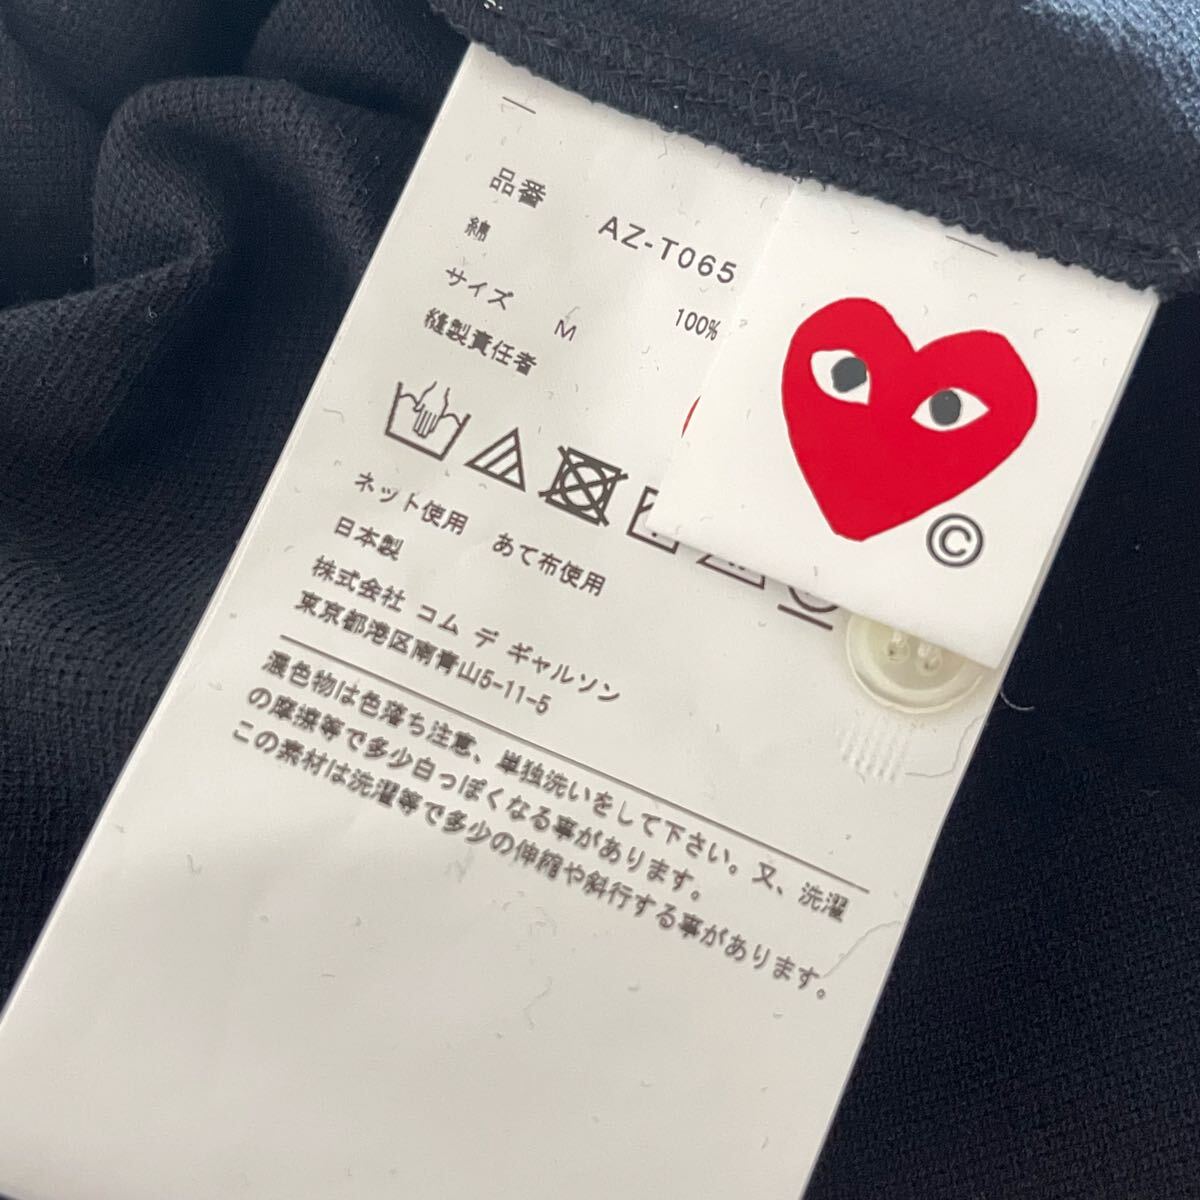 品番 AZ-T065
綿 100%
サイズ M
縫製責任者
ネット使用 あて布使用
日本製
株式会社 コム デ ギャルソン
東京都港区南青山5-11-5
濃色物は色落ち注意、単独洗いをして下さい。又、洗濯
の摩擦等で多少白っぽくなる事があります。
この素材は洗濯等で多少の伸縮や斜行する事があります。
©